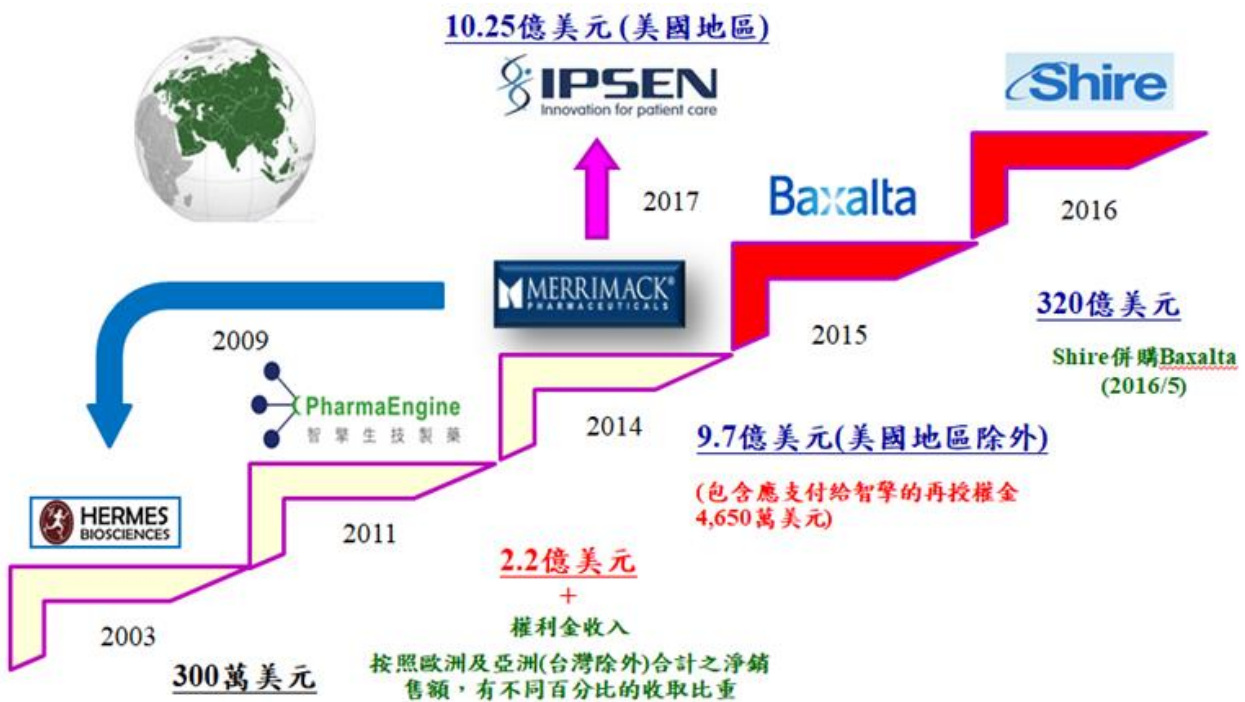 10.25億美元(美國地區)
IPSEN
Innovation for patient care
Shire
2017
Baxalta
2016
MERRIMACK®
PHARMACEUTICALS
320億美元
2009
2015
Shire併購Baxalta
(2016/5)
PharmaEngine
智擎生技製藥
2014
9.7億美元(美國地區除外)
(包含應支付給智擎的再授權金
4,650萬美元)
HERMES
BIOSCIENCES
2011
2.2億美元
+
權利金收入
2003
300萬美元
按照歐洲及亞洲(台灣除外)合計之淨銷
售額，有不同百分比的收取比重